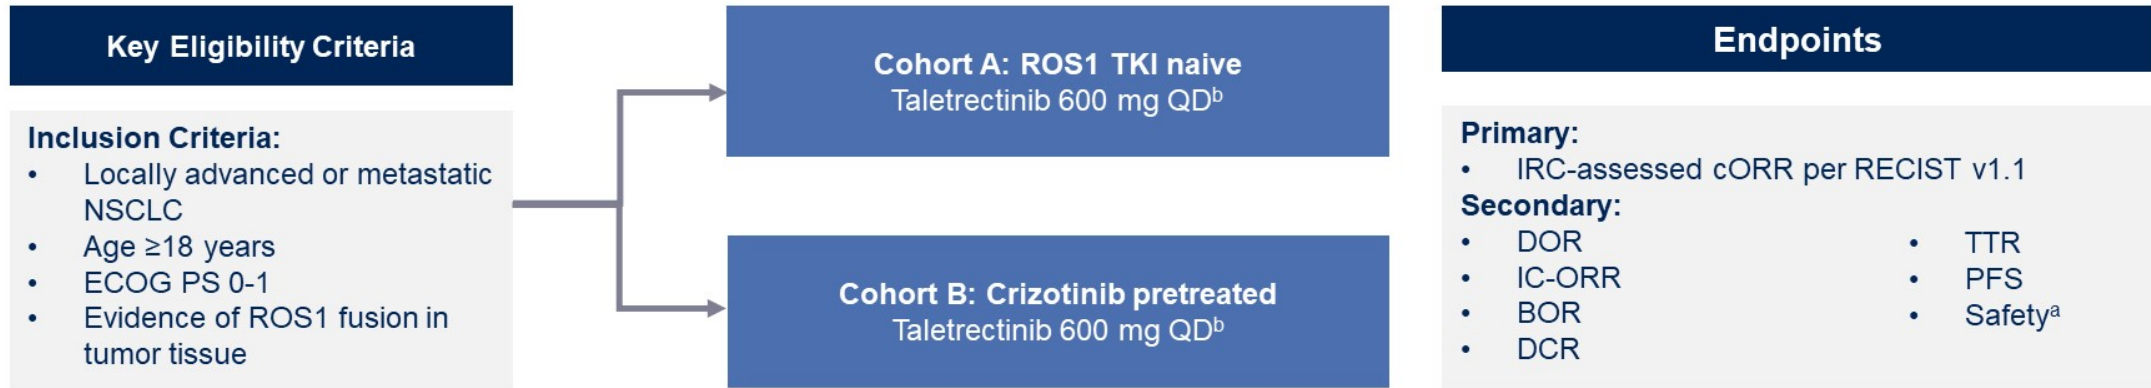 Key Eligibility Criteria
Inclusion Criteria:
• Locally advanced or metastatic
NSCLC
• Age ≥18 years
• ECOG PS 0-1
• Evidence of ROS1 fusion in
tumor tissue
Cohort A: ROS1 TKI naive
Taletrectinib 600 mg QDᵇ
Cohort B: Crizotinib pretreated
Taletrectinib 600 mg QDᵇ
Endpoints
Primary:
• IRC-assessed cORR per RECIST v1.1
Secondary:
• DOR
• IC-ORR
• BOR
• DCR
• TTR
• PFS
• Safetyᵃ